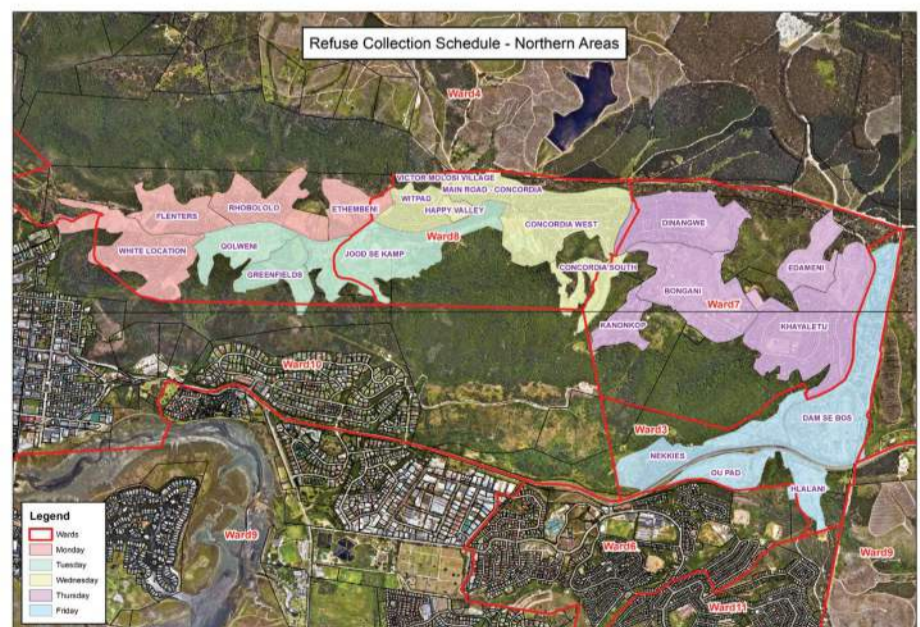 Refuse Collection Schedule - Northern Areas
Ward4
VICTOR MOLOSI VILLAGE
MAIN ROAD - CONCORDIA
WITPAD
HAPPY VALLEY
RHOBOLOLO
ETHEMBENI
FLENTERS
CONCORDIA WEST
DINANGWE
Ward8
WHITE LOCATION
QOLWENI
JOOD SE KAMP
GREENFIELDS
CONCORDIA SOUTH
EDAMENI
BONGANI
Ward7
KANONKOP
KHAYALETU
Ward10
DAM SE BOS
Ward3
NEKKIES
OU PAD
HLALANI
Legend
Wards
Monday
Tuesday
Wednesday
Thursday
Friday
Ward9
Ward6
Ward9
Ward11